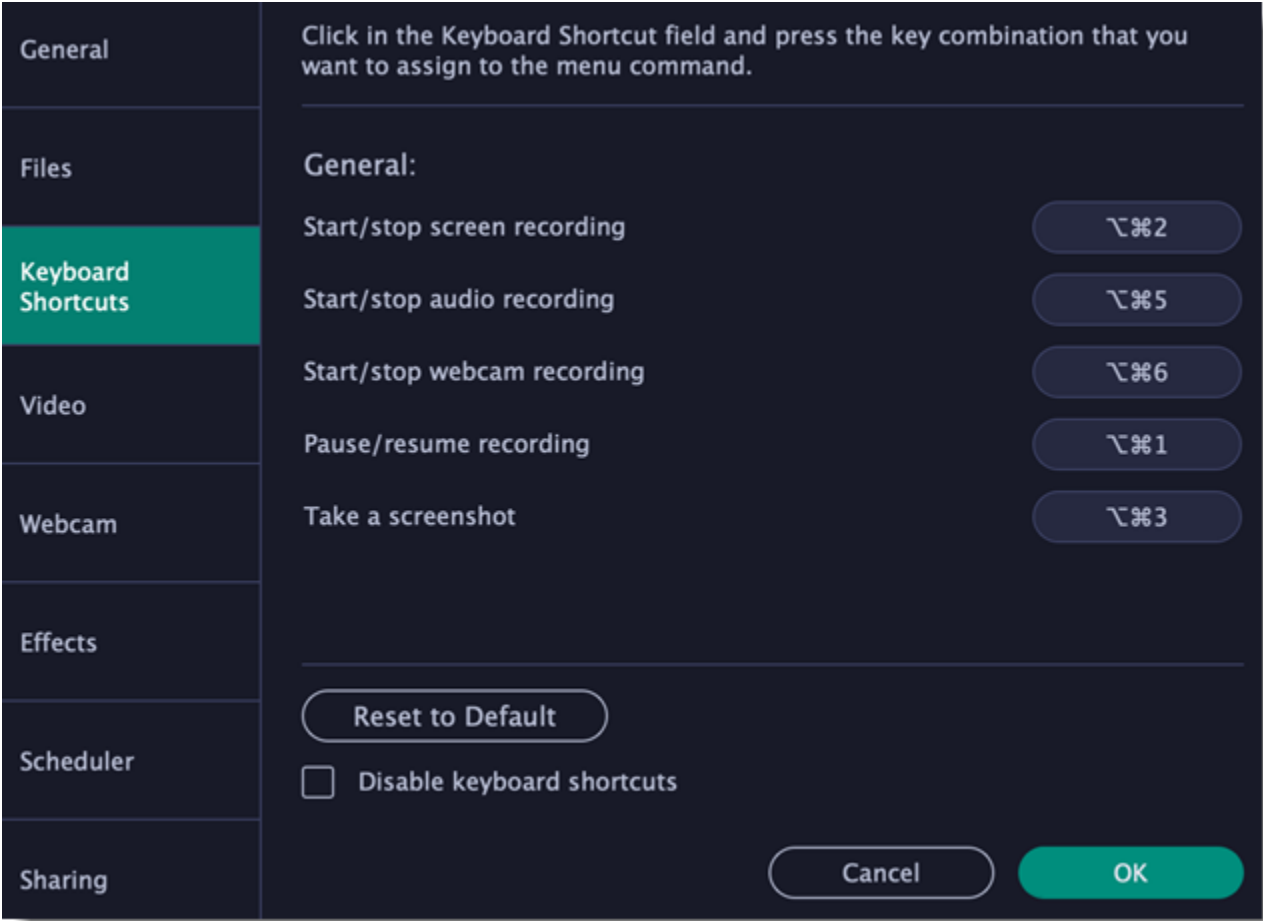 General
Files
Keyboard
Shortcuts
Video
Webcam
Effects
Scheduler
Sharing
Click in the Keyboard Shortcut field and press the key combination that you
want to assign to the menu command.
General:
Start/stop screen recording ⌥⌘2
Start/stop audio recording ⌥⌘5
Start/stop webcam recording ⌥⌘6
Pause/resume recording ⌥⌘1
Take a screenshot ⌥⌘3
Reset to Default
Disable keyboard shortcuts
Cancel OK